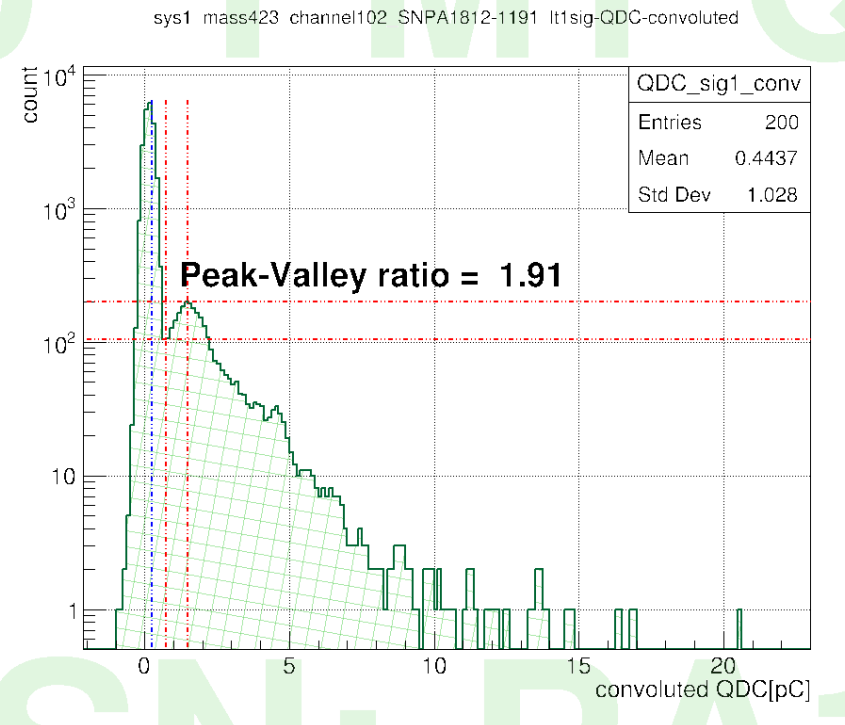 sys1 mass423 channel102 SNPA1812-1191 lt1sig-QDC-convoluted
count
10^4
10^3
10^2
10
1
QDC_sig1_conv
Entries 200
Mean 0.4437
Std Dev 1.028
Peak-Valley ratio = 1.91
0 5 10 15 20
convoluted QDC[pC]